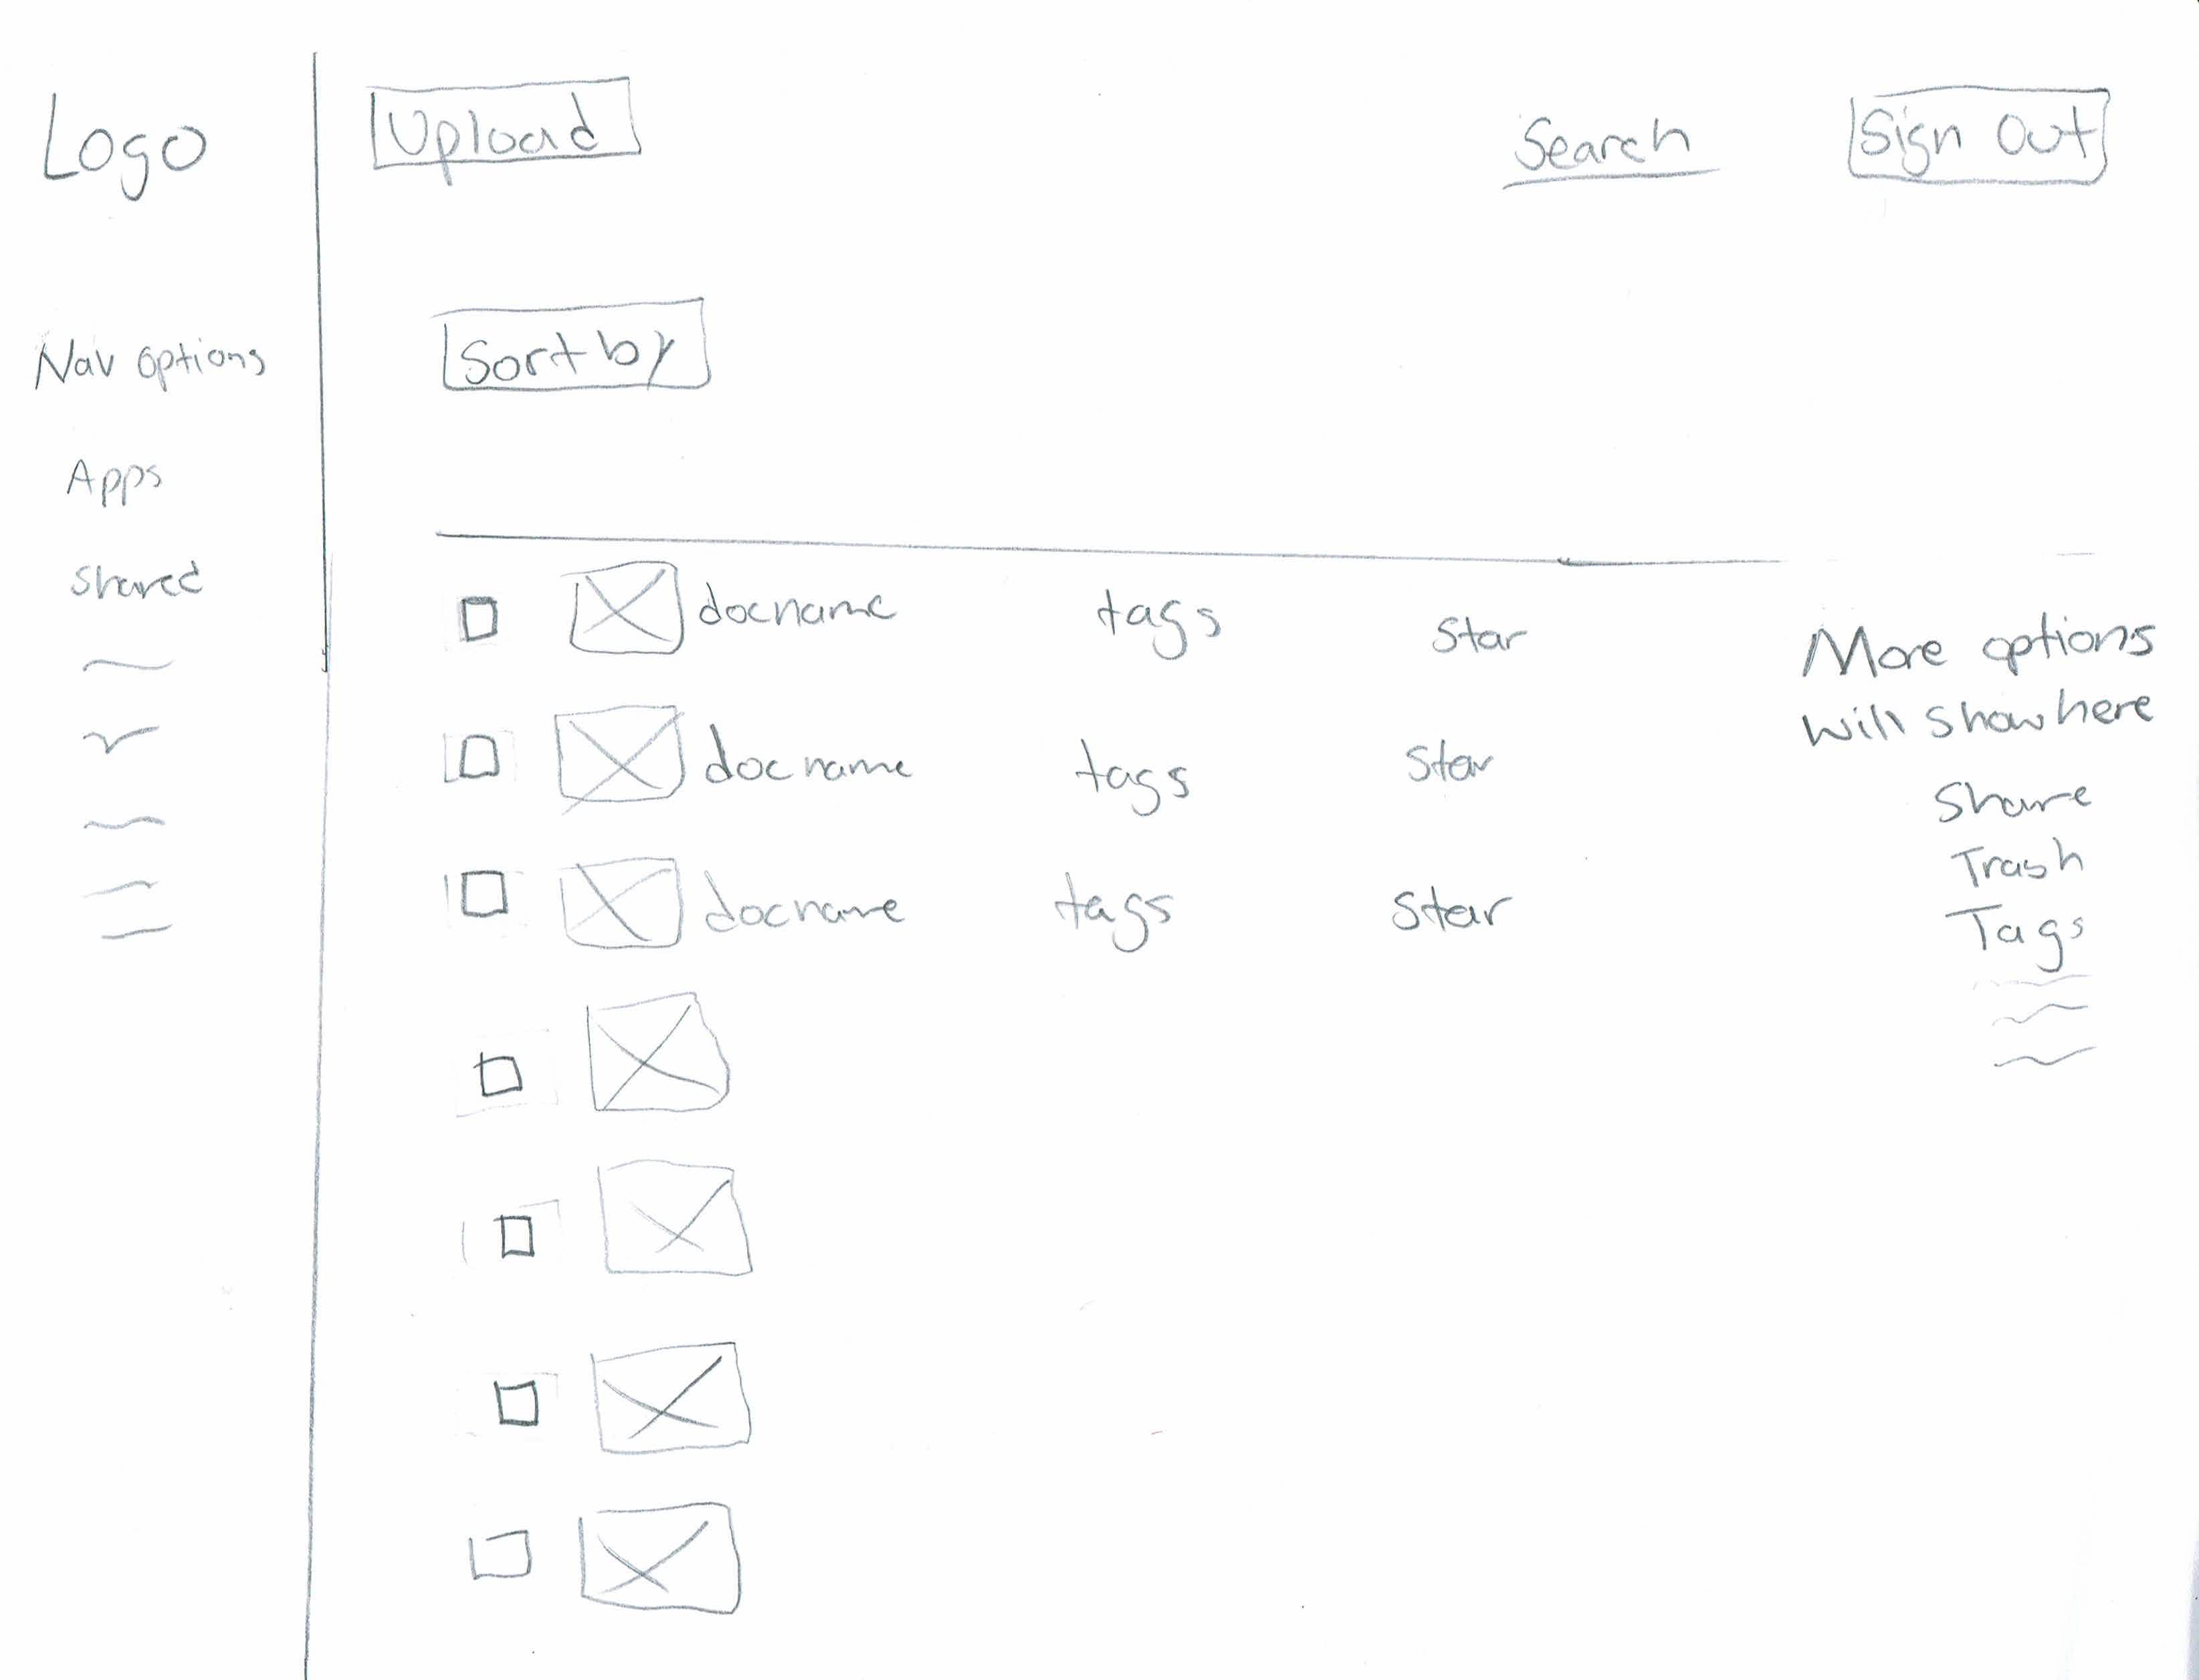 Logo
Upload
Search
Sign Out
Nav options
Sort by
Apps
Shared
docname tags star
docname tags star
docname tags star
More options
will show here
Share
Trash
Tags